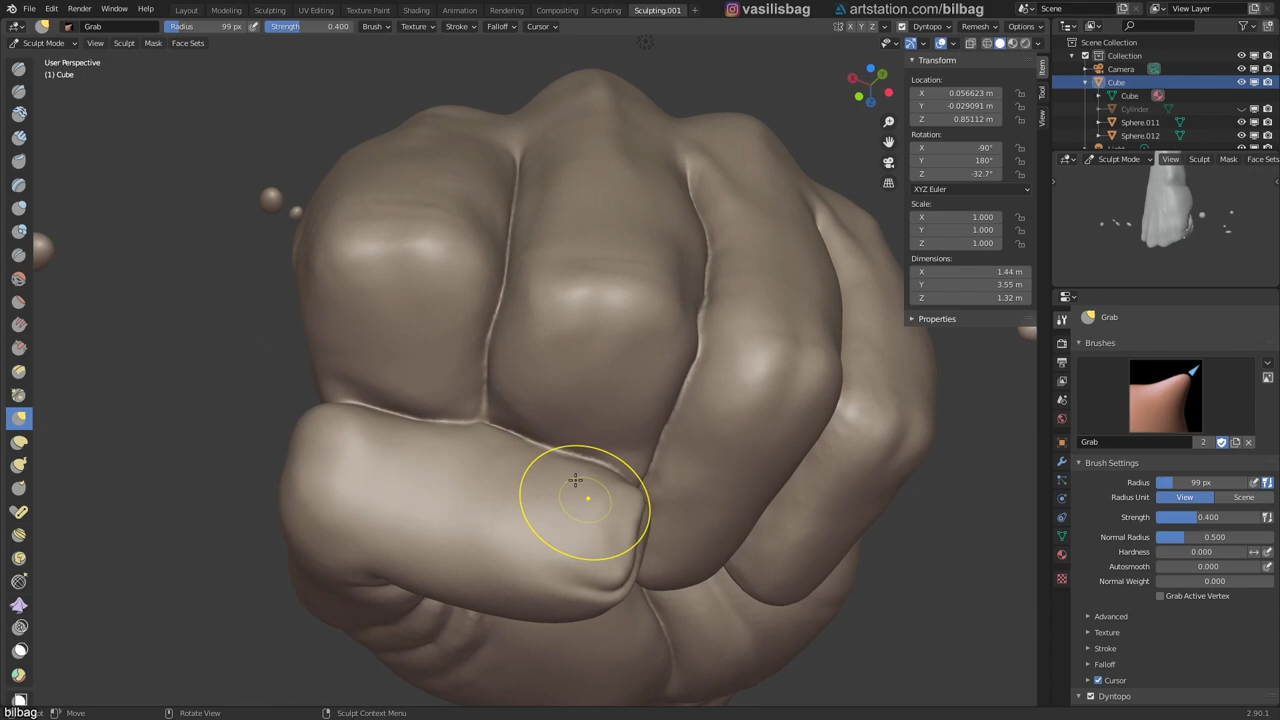 File Edit Render Window Help
Layout Modeling Sculpting UV Editing Texture Paint Shading Animation Rendering Compositing Scripting Sculpting.001 +
vasilisbag artstation.com/bilbag
Scene View Layer
Grab Radius 99 px Strength 0.400 Brush Texture Stroke Falloff Cursor X Y Z Dyntopo Remesh Options
Sculpt Mode View Sculpt Mask Face Sets
User Perspective
(1) Cube
Transform
Location:
X 0.056623 m
Y -0.029091 m
Z 0.85112 m
Rotation:
X -90°
Y 180°
Z -32.7°
XYZ Euler
Scale:
X 1.000
Y 1.000
Z 1.000
Dimensions:
X 1.44 m
Y 3.55 m
Z 1.32 m
Properties
Item
Tool
View
Scene Collection
Collection
Camera
Cube
Cube
Cylinder
Sphere.011
Sphere.012
Sculpt Mode View Sculpt Mask Face Sets
Grab
Brushes
Grab 2
Brush Settings
Radius 99 px
Radius Unit View Scene
Strength 0.400
Normal Radius 0.500
Hardness 0.000
Autosmooth 0.000
Normal Weight 0.000
Grab Active Vertex
Advanced
Texture
Stroke
Falloff
Cursor
Dyntopo
bilbag Move Rotate View Sculpt Context Menu 2.90.1